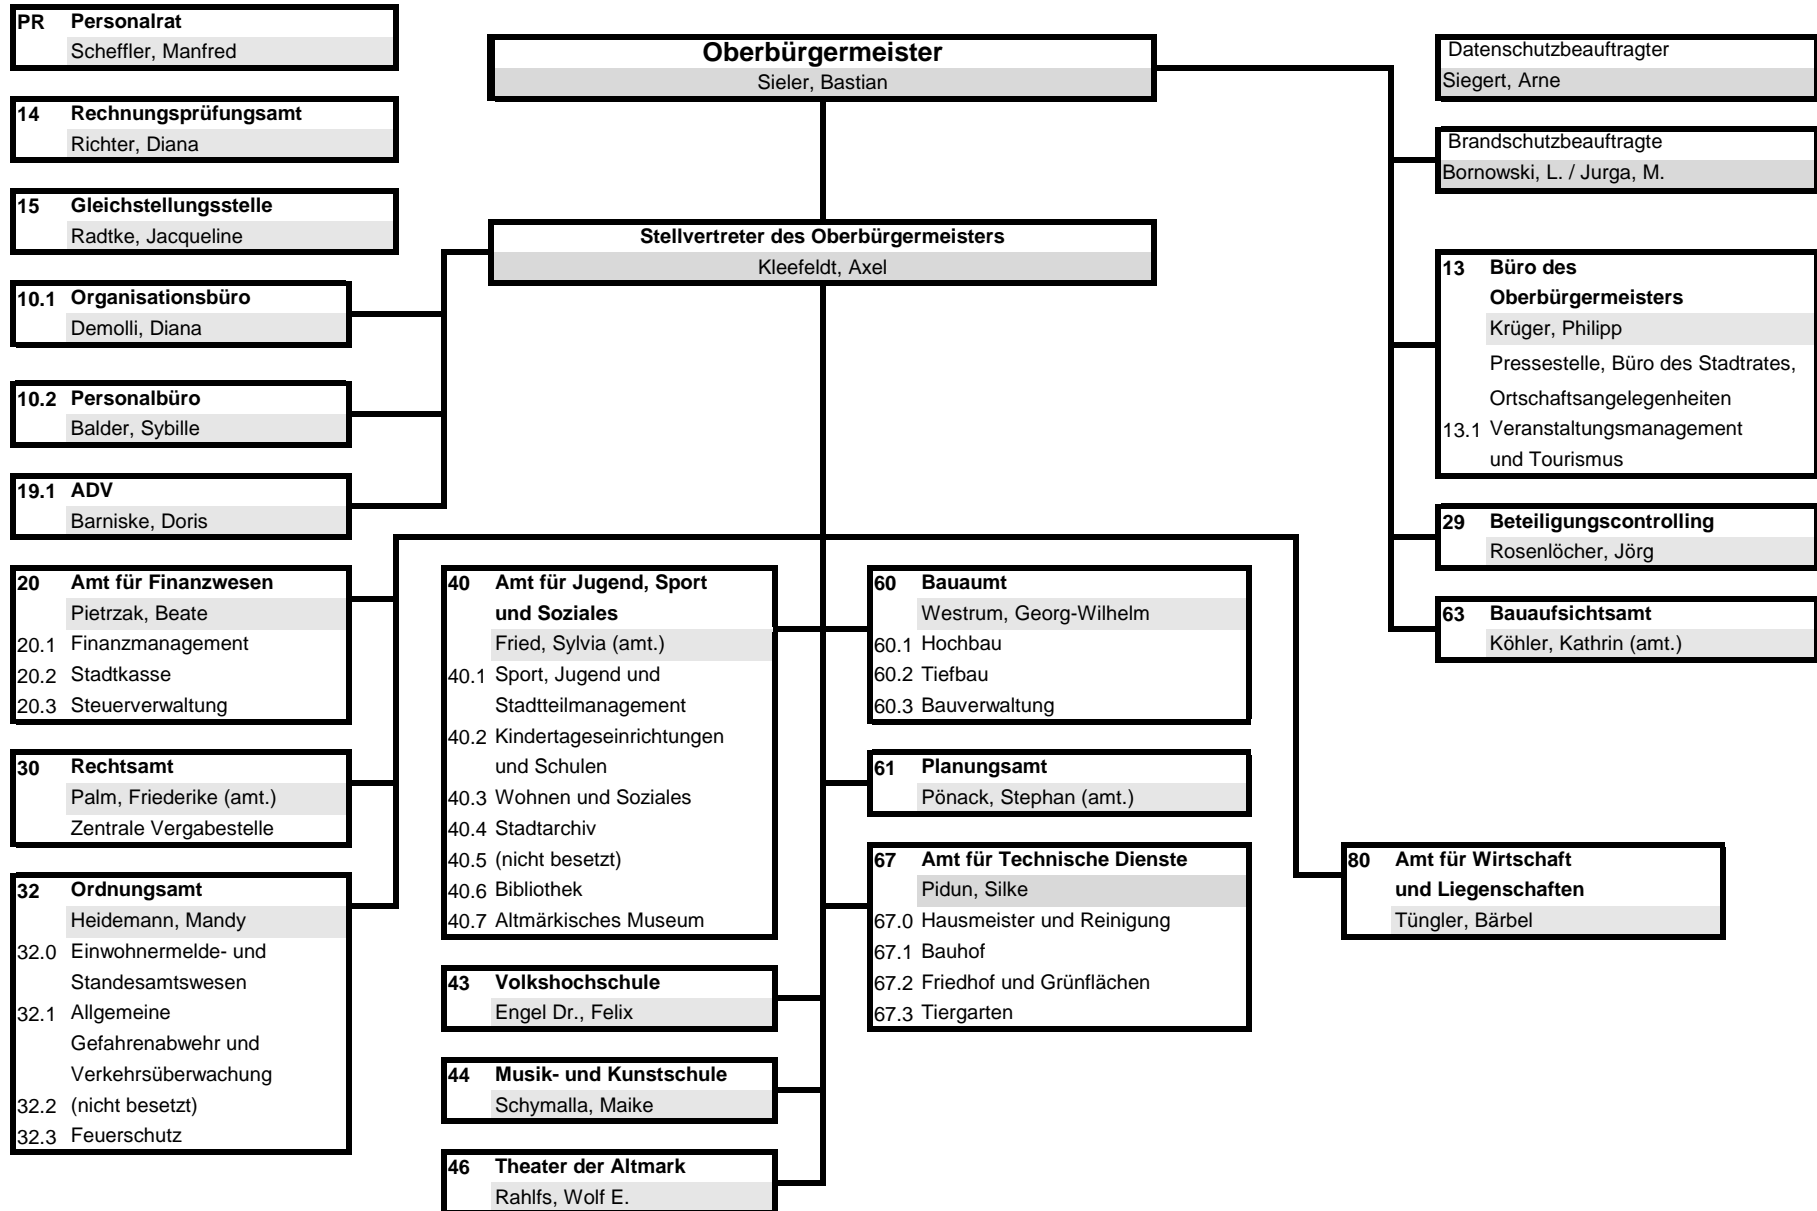 PR Personalrat
Scheffler, Manfred
14 Rechnungsprüfungsamt
Richter, Diana
15 Gleichstellungsstelle
Radtke, Jacqueline
Oberbürgermeister
Sieler, Bastian
Stellvertreter des Oberbürgermeisters
Kleefeldt, Axel
Datenschutzbeauftragter
Siegert, Arne
Brandschutzbeauftragte
Bornowski, L. / Jurga, M.
13 Büro des
Oberbürgermeisters
Krüger, Philipp
Pressestelle, Büro des Stadtrates,
Ortschaftsangelegenheiten
13.1 Veranstaltungsmanagement
und Tourismus
29 Beteiligungscontrolling
Rosenlöcher, Jörg
63 Bauaufsichtsamt
Köhler, Kathrin (amt.)
10.1 Organisationsbüro
Demolli, Diana
10.2 Personalbüro
Balder, Sybille
19.1 ADV
Barniske, Doris
20 Amt für Finanzwesen
Pietrzak, Beate
20.1 Finanzmanagement
20.2 Stadtkasse
20.3 Steuerverwaltung
30 Rechtsamt
Palm, Friederike (amt.)
Zentrale Vergabestelle
32 Ordnungsamt
Heidemann, Mandy
32.0 Einwohnermelde- und
Standesamtswesen
32.1 Allgemeine
Gefahrenabwehr und
Verkehrsüberwachung
32.2 (nicht besetzt)
32.3 Feuerschutz
40 Amt für Jugend, Sport
und Soziales
Fried, Sylvia (amt.)
40.1 Sport, Jugend und
Stadtteilmanagement
40.2 Kindertageseinrichtungen
und Schulen
40.3 Wohnen und Soziales
40.4 Stadtarchiv
40.5 (nicht besetzt)
40.6 Bibliothek
40.7 Altmärkisches Museum
43 Volkshochschule
Engel Dr., Felix
44 Musik- und Kunstschule
Schymalla, Maike
46 Theater der Altmark
Rahlfs, Wolf E.
60 Bauaumt
Westrum, Georg-Wilhelm
60.1 Hochbau
60.2 Tiefbau
60.3 Bauverwaltung
61 Planungsamt
Pönack, Stephan (amt.)
67 Amt für Technische Dienste
Pidun, Silke
67.0 Hausmeister und Reinigung
67.1 Bauhof
67.2 Friedhof und Grünflächen
67.3 Tiergarten
80 Amt für Wirtschaft
und Liegenschaften
Tüngler, Bärbel